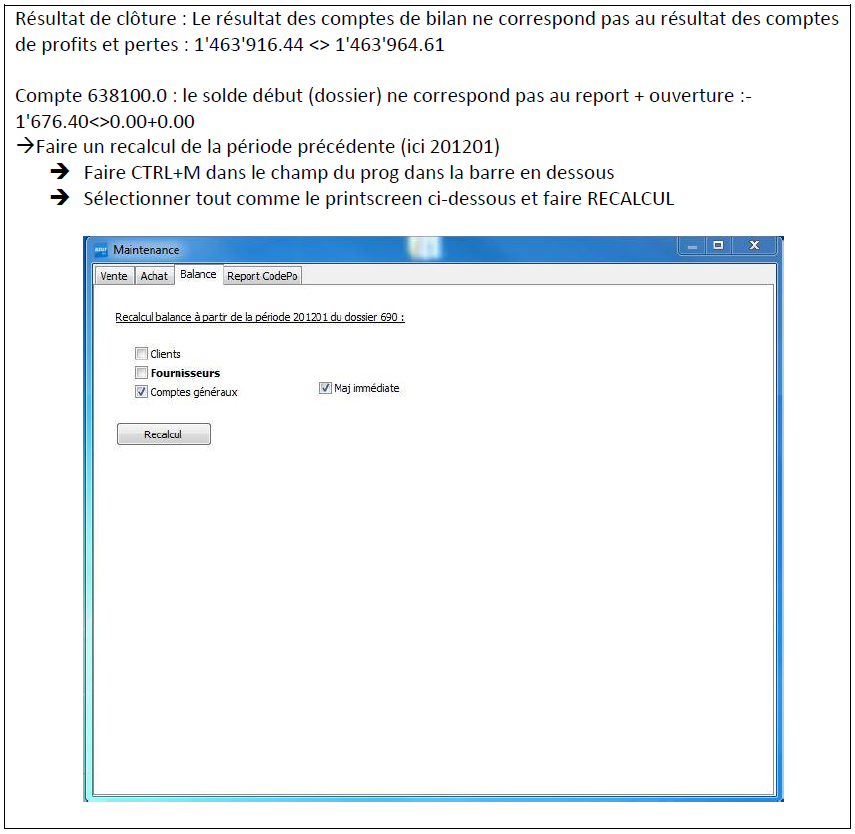 Résultat de clôture : Le résultat des comptes de bilan ne correspond pas au résultat des comptes
de profits et pertes : 1'463'916.44 <> 1'463'964.61
Compte 638100.0 : le solde début (dossier) ne correspond pas au report + ouverture :-
1'676.40<>0.00+0.00
→Faire un recalcul de la période précédente (ici 201201)
➔ Faire CTRL+M dans le champ du prog dans la barre en dessous
➔ Sélectionner tout comme le printscreen ci-dessous et faire RECALCUL
Maintenance
Vente Achat Balance Report CodePo
Recalcul balance à partir de la période 201201 du dossier 690 :
Clients
Fournisseurs
Comptes généraux Maj immédiate
Recalcul